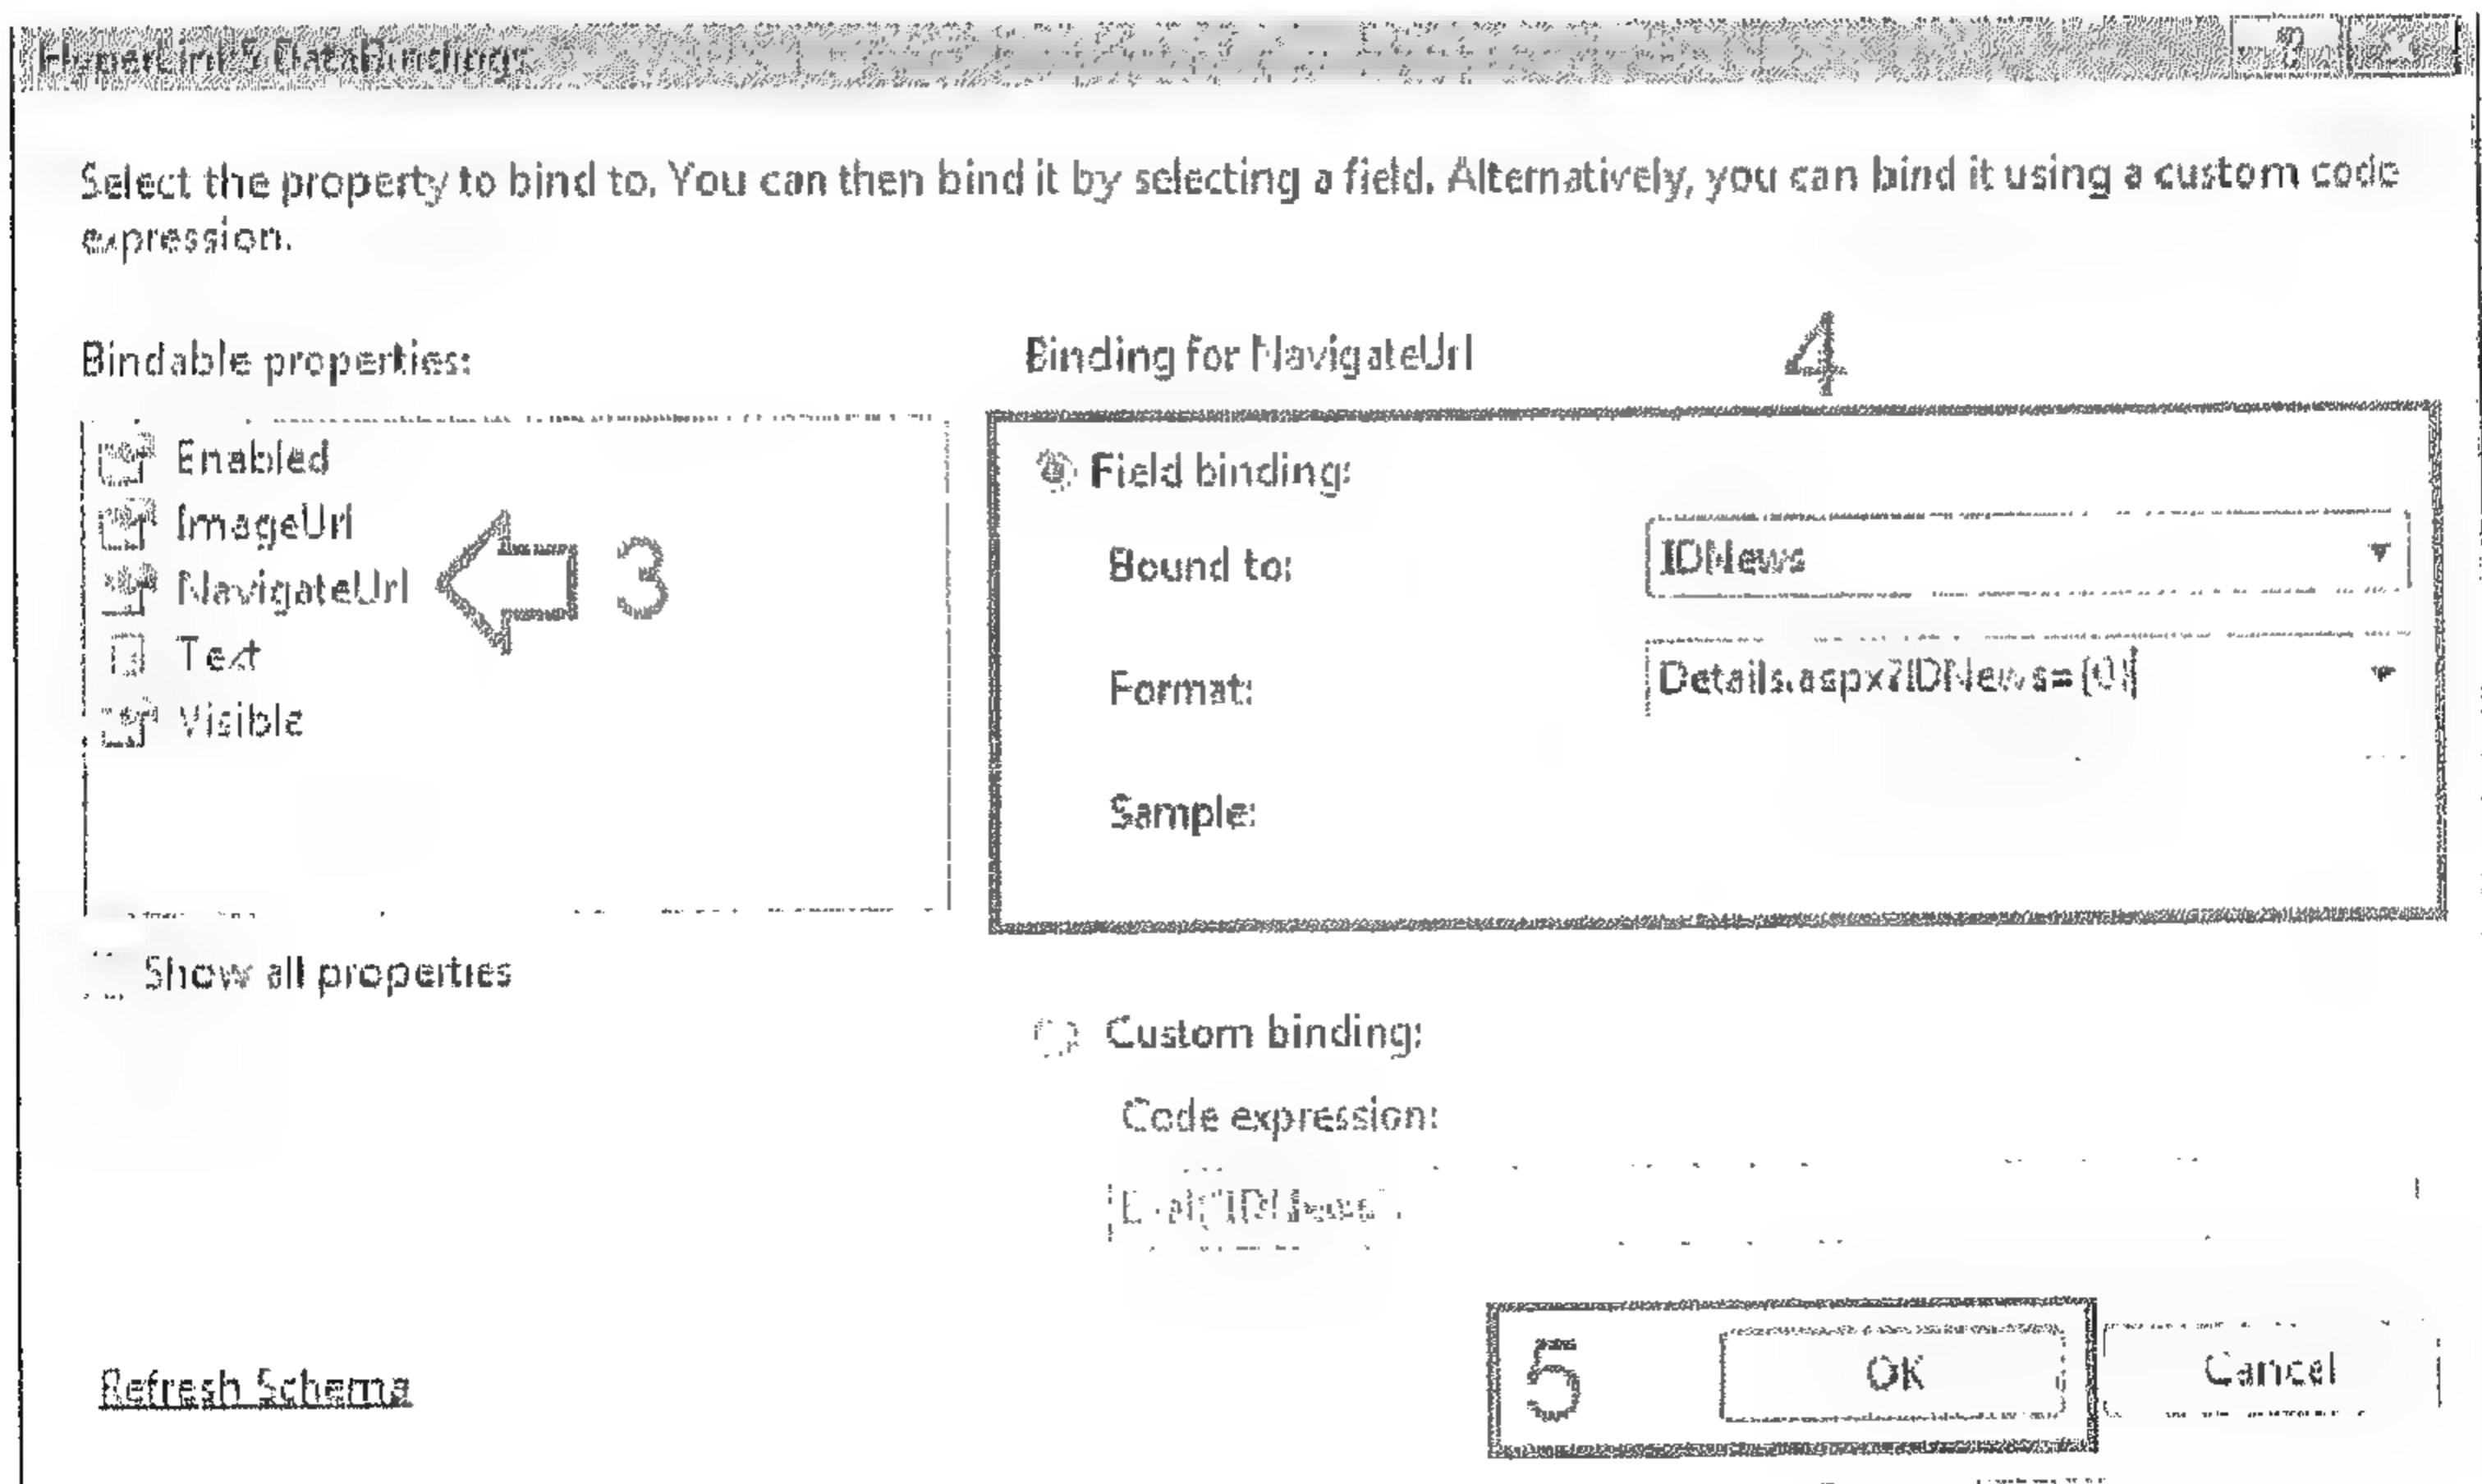 HyperLink5 DataBindings
Select the property to bind to. You can then bind it by selecting a field. Alternatively, you can bind it using a custom code
expression.
Bindable properties:
Enabled
ImageUrl
NavigateUrl
Text
Visible
3
Show all properties
Refresh Schema
Binding for NavigateUrl
4
Field binding:
Bound to:
IDNews
Format:
Details.aspx?IDNews={0}
Sample:
Custom binding:
Code expression:
5
OK
Cancel